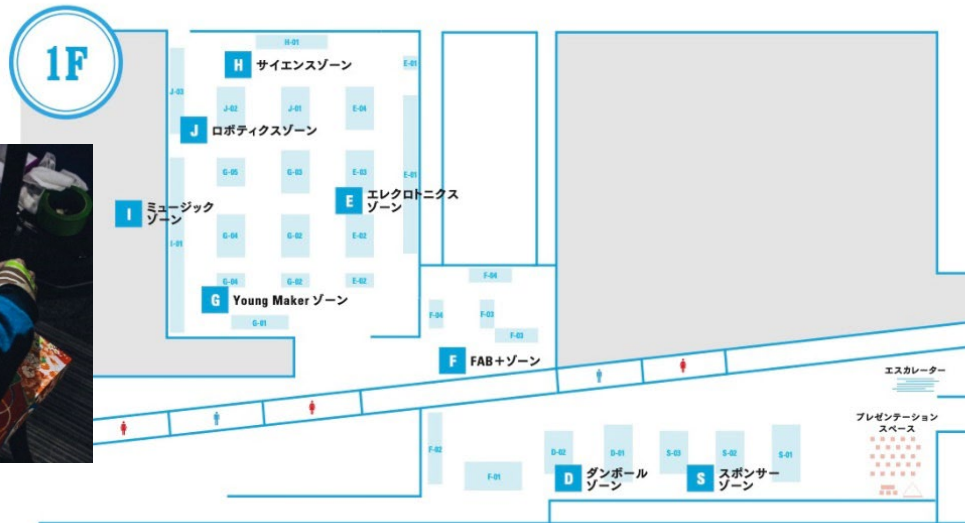 1F
H-01
H サイエンスゾーン
E-01
J-03
J-02
J-01
E-04
J ロボティクスゾーン
G-05
G-03
E-03
E-01
E エレクロトニクス
ゾーン
I ミュージック
ゾーン
I-01
G-04
G-02
E-02
G-04
G-02
E-02
G Young Maker ゾーン
G-01
F-04
F-04
F-03
F-03
F FAB+ゾーン
エスカレーター
プレゼンテーション
スペース
F-02
F-01
D-02
D-01
S-03
S-02
S-01
D ダンボール
ゾーン
S スポンサー
ゾーン